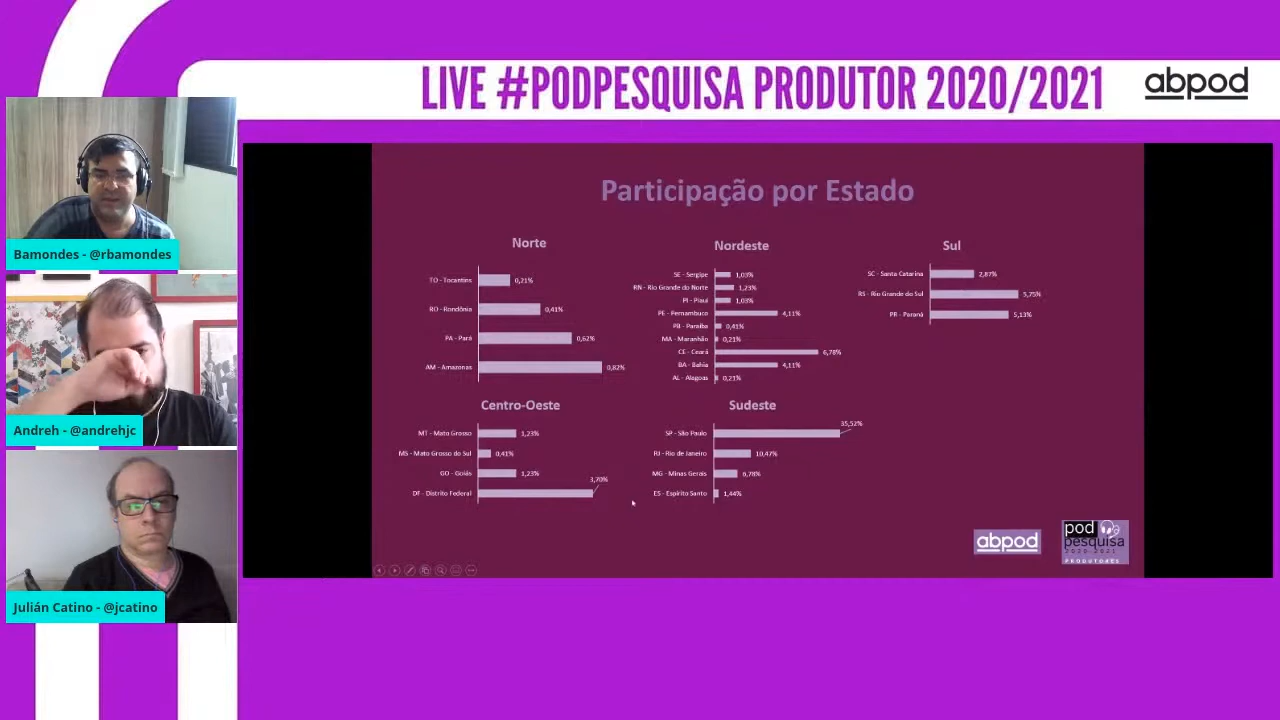 LIVE #PODPESQUISA PRODUTOR 2020/2021
abpod
Bamondes - @rbamondes
Andreh - @andrehjc
Julián Catino - @jcatino
Participação por Estado
Norte
TO - Tocantins 0,21%
RO - Rondônia 0,41%
PA - Pará 0,62%
AM - Amazonas 0,82%
Nordeste
SE - Sergipe 1,03%
RN - Rio Grande do Norte 1,23%
PI - Piauí 1,03%
PE - Pernambuco 4,11%
PB - Paraíba 0,41%
MA - Maranhão 0,21%
CE - Ceará 6,78%
BA - Bahia 4,11%
AL - Alagoas 0,21%
Sul
SC - Santa Catarina 2,87%
RS - Rio Grande do Sul 5,75%
PR - Paraná 5,13%
Centro-Oeste
MT - Mato Grosso 1,23%
MS - Mato Grosso do Sul 0,41%
GO - Goiás 1,23%
DF - Distrito Federal 3,70%
Sudeste
SP - São Paulo 35,52%
RJ - Rio de Janeiro 10,47%
MG - Minas Gerais 6,78%
ES - Espírito Santo 1,44%
abpod
pod
pesquisa
2020-2021
PRODUTORES